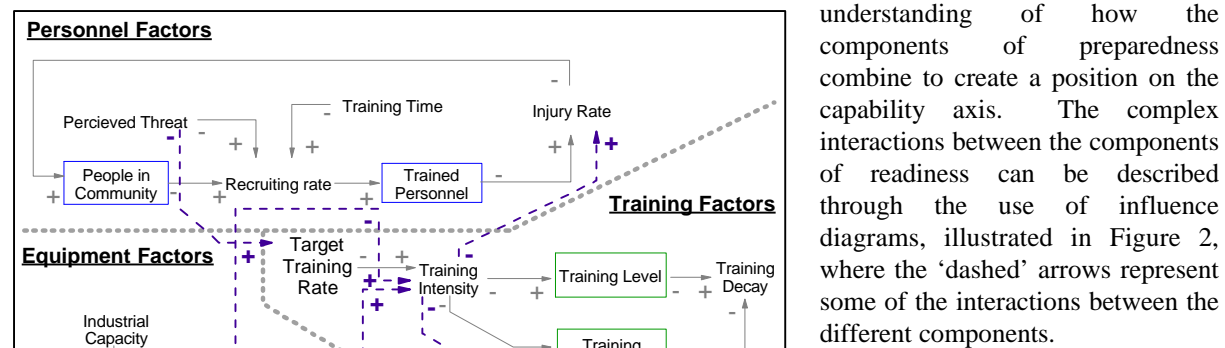 Personnel Factors
Training Time
Injury Rate
Percieved Threat
People in
Community
Recruiting rate
Trained
Personnel
Training Factors
Equipment Factors
Target
Training
Rate
Training
Intensity
Training Level
Training
Decay
Industrial
Capacity
Training
understanding of how the
components of preparedness
combine to create a position on the
capability axis. The complex
interactions between the components
of readiness can be described
through the use of influence
diagrams, illustrated in Figure 2,
where the ‘dashed’ arrows represent
some of the interactions between the
different components.